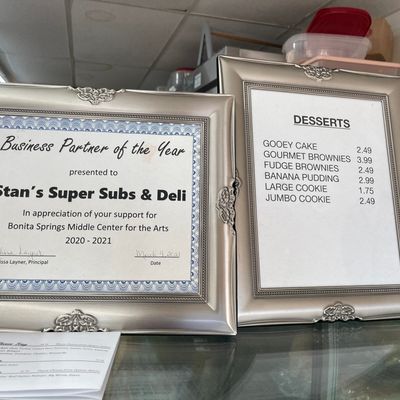 Business Partner of the Year
presented to
Stan's Super Subs & Deli
In appreciation of your support for
Bonita Springs Middle Center for the Arts
2020 - 2021
Layner, Principal
Date
DESSERTS
GOOEY CAKE 2.49
GOURMET BROWNIES 3.99
FUDGE BROWNIES 2.49
BANANA PUDDING 2.99
LARGE COOKIE 1.75
JUMBO COOKIE 2.49